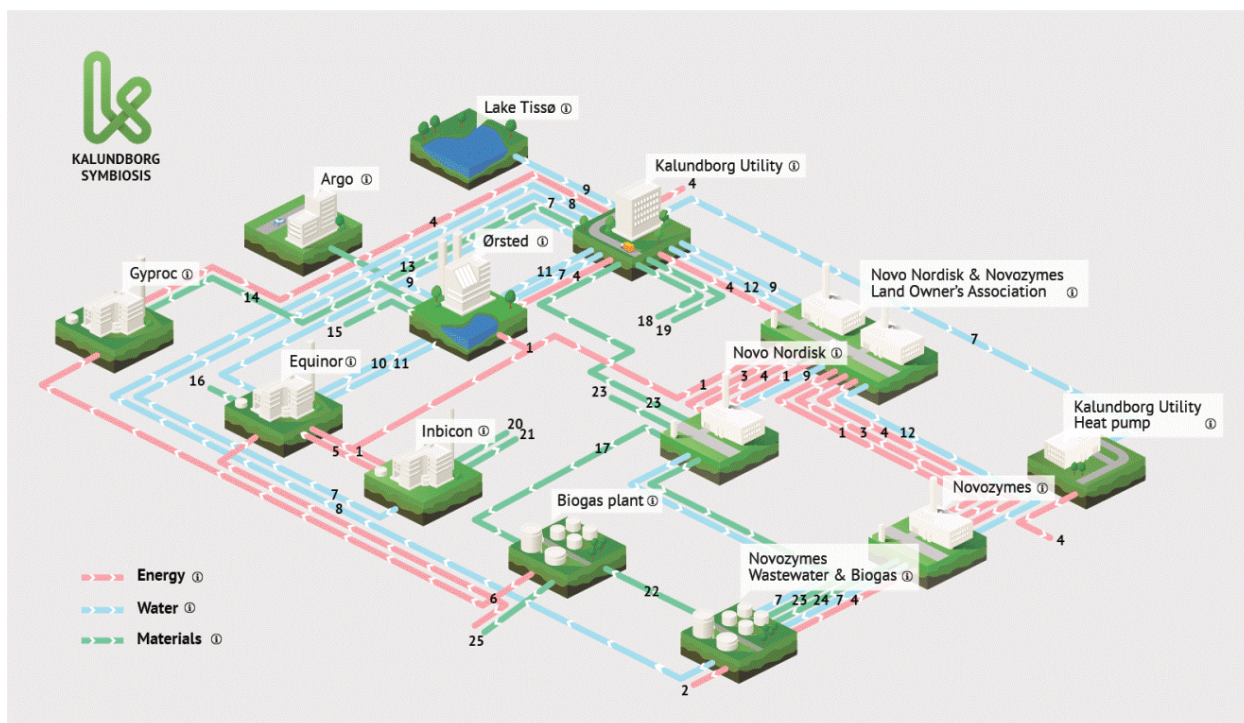 KALUNDBORG
SYMBIOSIS
Lake Tissø
Kalundborg Utility
4
9
8
7
Argo
4
Ørsted
13
9
11 7 4
Gyproc
14
15
4 12 9
Novo Nordisk & Novozymes
Land Owner's Association
18
19
7
1
Equinor
10 11
Novo Nordisk
16
1 3 4 1 9
23
23
Kalundborg Utility
Heat pump
Inbicon
20
21
5 1
17
1 3 4 12
7
8
Biogas plant
Novozymes
4
Novozymes
Wastewater & Biogas
Energy
Water
Materials
6
25
22
7 23 24 7 4
2